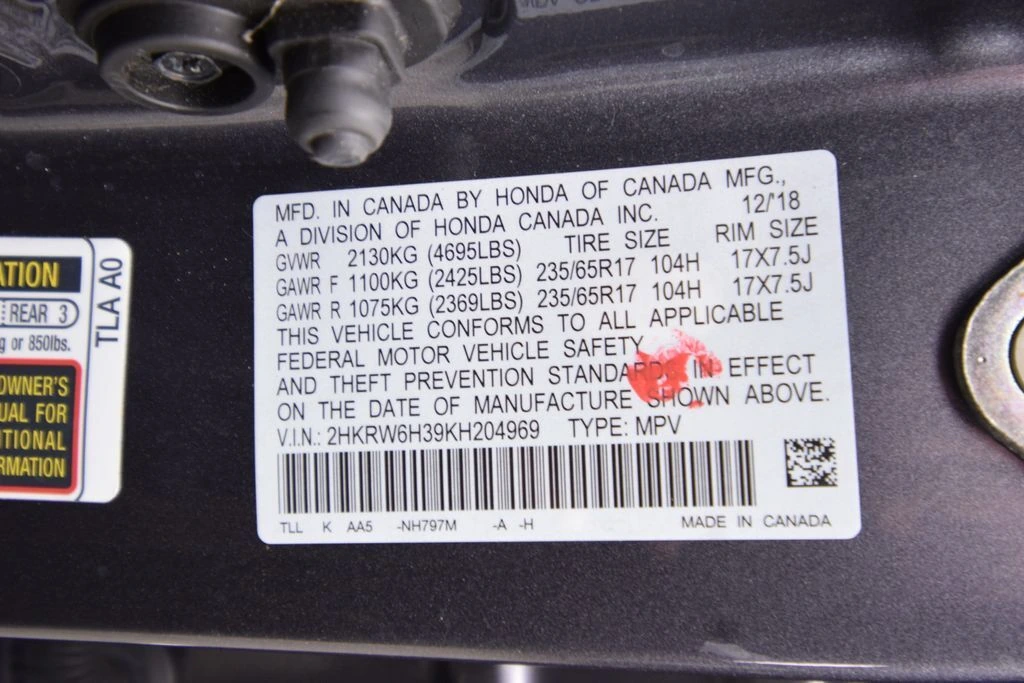 MFD. IN CANADA BY HONDA OF CANADA MFG.,
A DIVISION OF HONDA CANADA INC. 12/'18
GVWR 2130KG (4695LBS) TIRE SIZE RIM SIZE
GAWR F 1100KG (2425LBS) 235/65R17 104H 17X7.5J
GAWR R 1075KG (2369LBS) 235/65R17 104H 17X7.5J
THIS VEHICLE CONFORMS TO ALL APPLICABLE
FEDERAL MOTOR VEHICLE SAFETY
AND THEFT PREVENTION STANDARDS IN EFFECT
ON THE DATE OF MANUFACTURE SHOWN ABOVE.
V.I.N.: 2HKRW6H39KH204969 TYPE: MPV
TLL K AA5 -NH797M -A -H MADE IN CANADA
ATION
REAR 3
g or 850lbs.
OWNER'S
UAL FOR
ITIONAL
RMATION
TLA A0